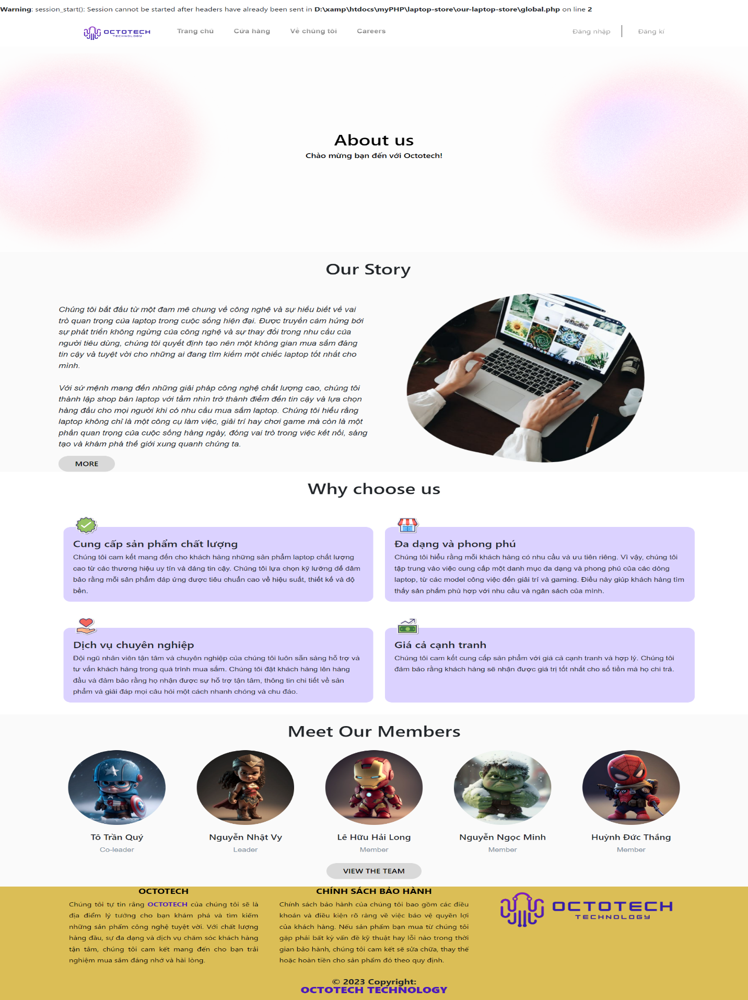 Warning: session_start(): Session cannot be started after headers have already been sent in D:\xamp\htdocs\myPHP\laptop-store\our-laptop-store\global.php on line 2
OCTOTECH
TECHNOLOGY
Trang chủ
Cửa hàng
Về chúng tôi
Careers
Đăng nhập
Đăng kí
About us
Chào mừng bạn đến với Octotech!
Our Story
Chúng tôi bắt đầu từ một đam mê chung về công nghệ và sự hiểu biết về vai
trò quan trọng của laptop trong cuộc sống hiện đại. Được truyền cảm hứng bởi
sự phát triển không ngừng của công nghệ và sự thay đổi trong nhu cầu của
người tiêu dùng, chúng tôi quyết định tạo nên một không gian mua sắm đáng
tin cậy và tuyệt vời cho những ai đang tìm kiếm một chiếc laptop tốt nhất cho
mình.
Với sứ mệnh mang đến những giải pháp công nghệ chất lượng cao, chúng tôi
thành lập shop bán laptop với tầm nhìn trở thành điểm đến tin cậy và lựa chọn
hàng đầu cho mọi người khi có nhu cầu mua sắm laptop. Chúng tôi hiểu rằng
laptop không chỉ là một công cụ làm việc, giải trí hay chơi game mà còn là một
phần quan trọng của cuộc sống hàng ngày, đóng vai trò trong việc kết nối, sáng
tạo và khám phá thế giới xung quanh chúng ta.
MORE
Why choose us
Cung cấp sản phẩm chất lượng
Chúng tôi cam kết mang đến cho khách hàng những sản phẩm laptop chất lượng
cao từ các thương hiệu uy tín và đáng tin cậy. Chúng tôi lựa chọn kỹ lưỡng để đảm
bảo rằng mỗi sản phẩm đáp ứng được tiêu chuẩn cao về hiệu suất, thiết kế và độ
bền.
Đa dạng và phong phú
Chúng tôi hiểu rằng mỗi khách hàng có nhu cầu và ưu tiên riêng. Vì vậy, chúng tôi
tập trung vào việc cung cấp một danh mục đa dạng và phong phú của các dòng
laptop, từ các model công việc đến giải trí và gaming. Điều này giúp khách hàng tìm
thấy sản phẩm phù hợp với nhu cầu và ngân sách của mình.
Dịch vụ chuyên nghiệp
Đội ngũ nhân viên tận tâm và chuyên nghiệp của chúng tôi luôn sẵn sàng hỗ trợ và
tư vấn khách hàng trong quá trình mua sắm. Chúng tôi đặt khách hàng lên hàng
đầu và đảm bảo rằng họ nhận được sự hỗ trợ tận tâm, thông tin chi tiết về sản
phẩm và giải đáp mọi câu hỏi một cách nhanh chóng và chu đáo.
Giá cả cạnh tranh
Chúng tôi cam kết cung cấp sản phẩm với giá cả cạnh tranh và hợp lý. Chúng tôi
đảm bảo rằng khách hàng sẽ nhận được giá trị tốt nhất cho số tiền mà họ chi trả.
Meet Our Members
Tô Trần Quý
Co-leader
Nguyễn Nhật Vy
Leader
Lê Hữu Hải Long
Member
Nguyễn Ngọc Minh
Member
Huỳnh Đức Thắng
Member
VIEW THE TEAM
OCTOTECH
Chúng tôi tự tin rằng OCTOTECH của chúng tôi sẽ là
địa điểm lý tưởng cho bạn khám phá và tìm kiếm
những sản phẩm công nghệ tuyệt vời. Với chất lượng
hàng đầu, sự đa dạng và dịch vụ chăm sóc khách hàng
tận tâm, chúng tôi cam kết mang đến cho bạn trải
nghiệm mua sắm đáng nhớ và hài lòng.
CHÍNH SÁCH BẢO HÀNH
Chính sách bảo hành của chúng tôi bao gồm các điều
khoản và điều kiện rõ ràng về việc bảo vệ quyền lợi
của khách hàng. Nếu sản phẩm bạn mua từ chúng tôi
gặp phải bất kỳ vấn đề kỹ thuật hay lỗi nào trong thời
gian bảo hành, chúng tôi cam kết sẽ sửa chữa, thay thế
hoặc hoàn tiền cho sản phẩm đó theo quy định.
OCTOTECH
TECHNOLOGY
© 2023 Copyright:
OCTOTECH TECHNOLOGY